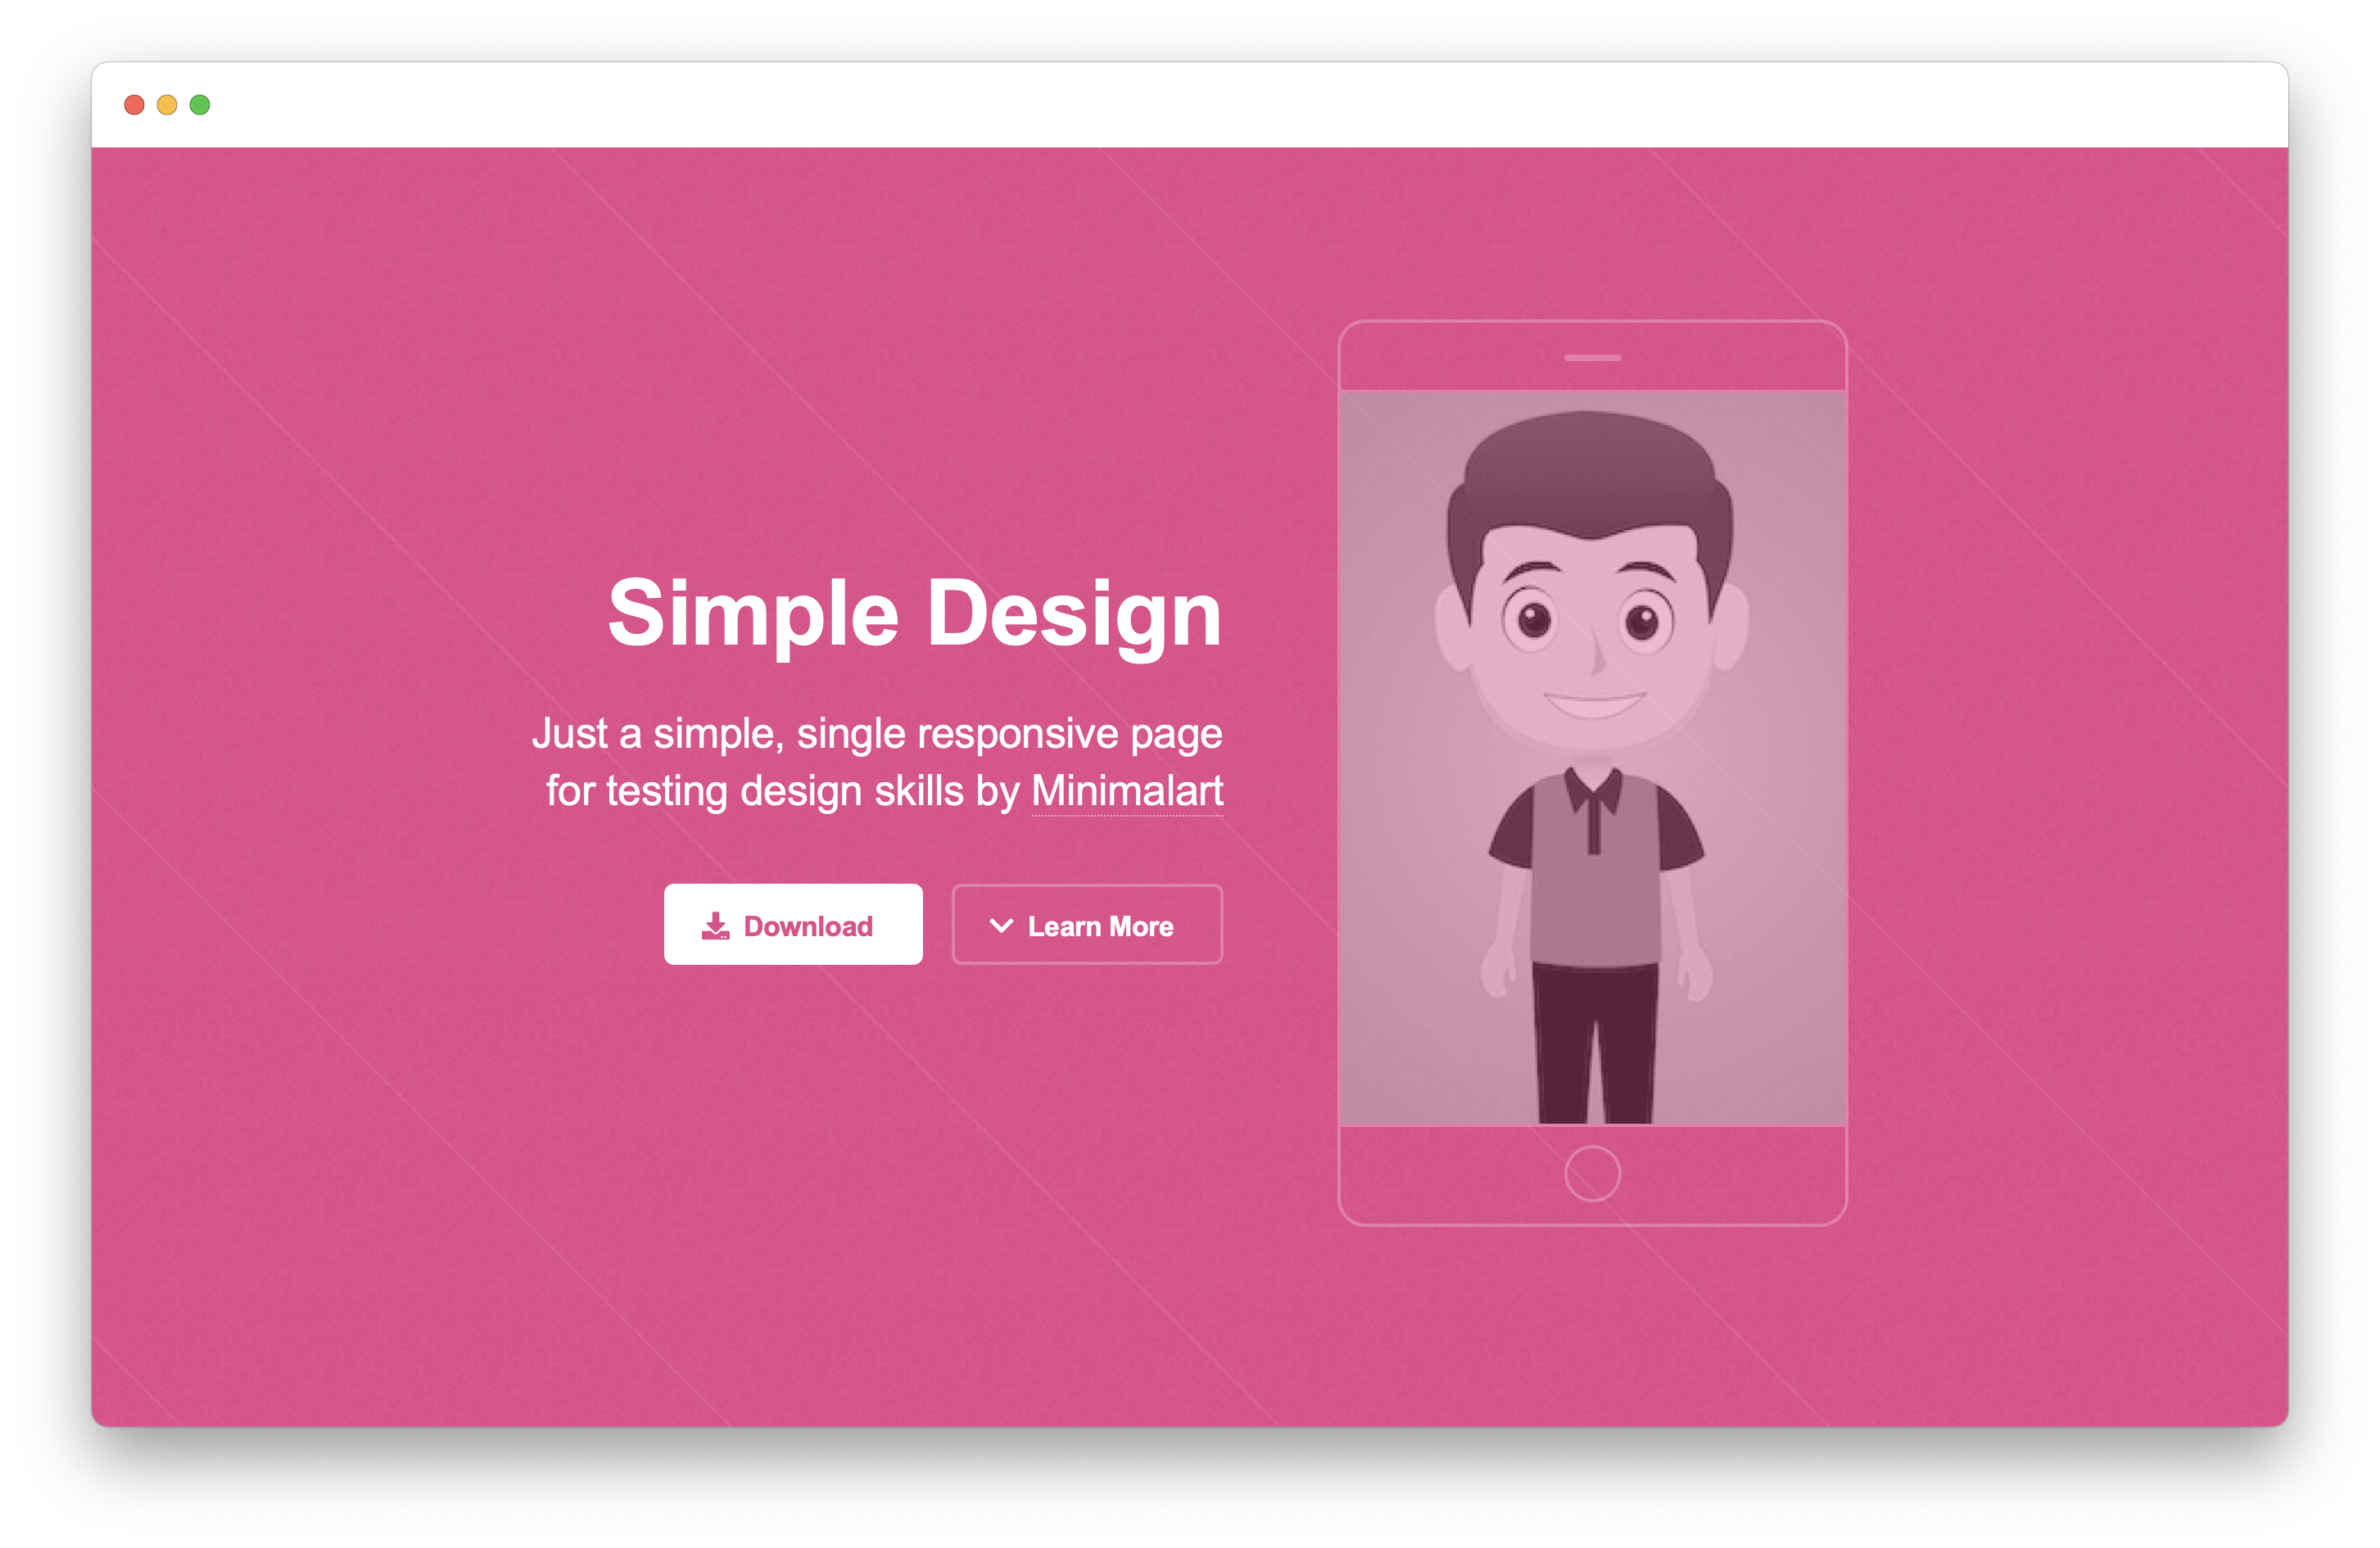 Simple Design
Just a simple, single responsive page
for testing design skills by Minimalart
Download
Learn More